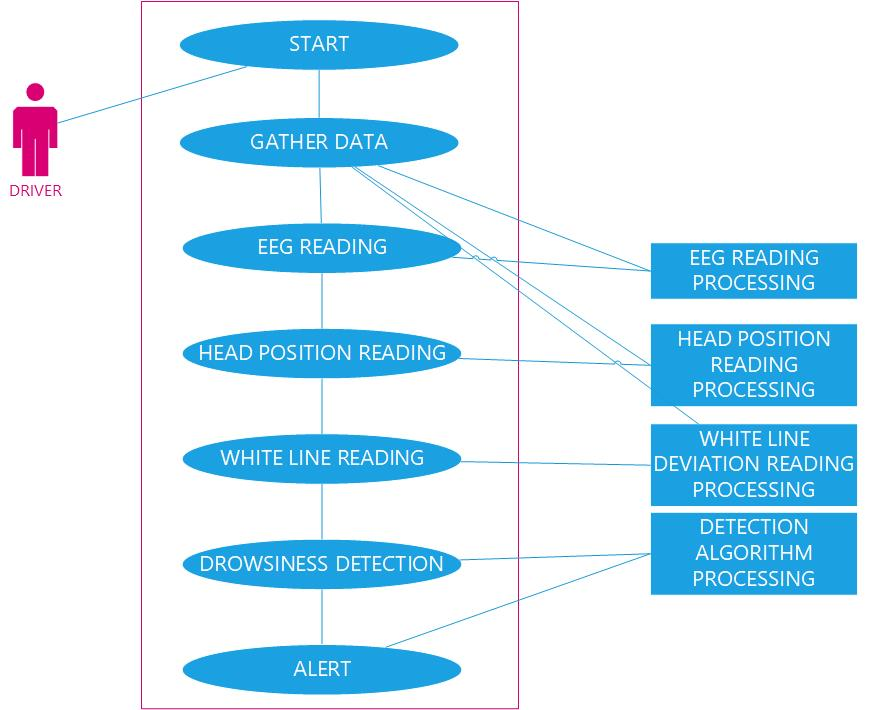 START
GATHER DATA
DRIVER
EEG READING
EEG READING
PROCESSING
HEAD POSITION READING
HEAD POSITION
READING
PROCESSING
WHITE LINE READING
WHITE LINE
DEVIATION READING
PROCESSING
DROWSINESS DETECTION
DETECTION
ALGORITHM
PROCESSING
ALERT